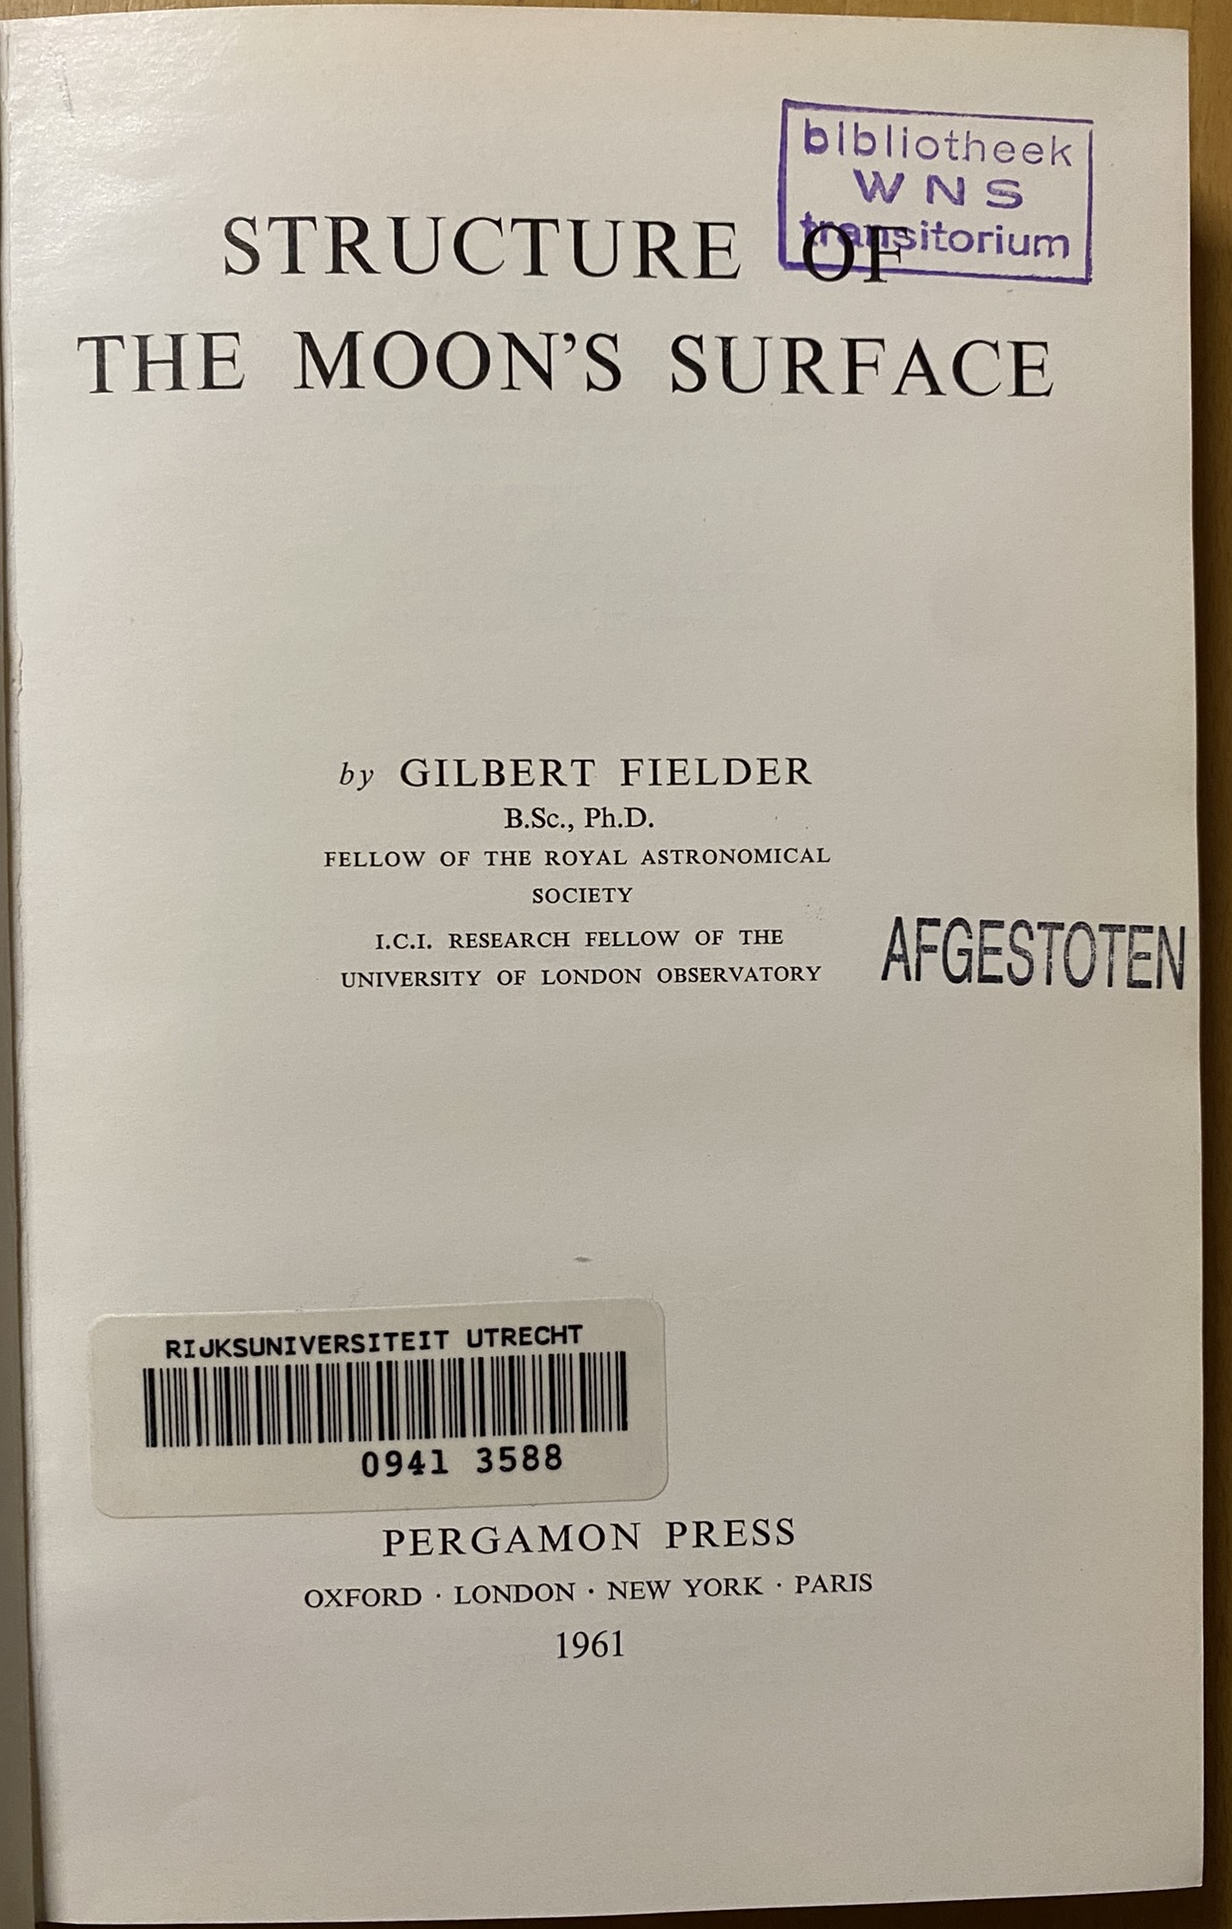 bibliotheek
W N S
transitorium
STRUCTURE OF
THE MOON’S SURFACE
by GILBERT FIELDER
B.Sc., Ph.D.
FELLOW OF THE ROYAL ASTRONOMICAL
SOCIETY
I.C.I. RESEARCH FELLOW OF THE
UNIVERSITY OF LONDON OBSERVATORY
AFGESTOTEN
RIJKSUNIVERSITEIT UTRECHT
0941 3588
PERGAMON PRESS
OXFORD · LONDON · NEW YORK · PARIS
1961